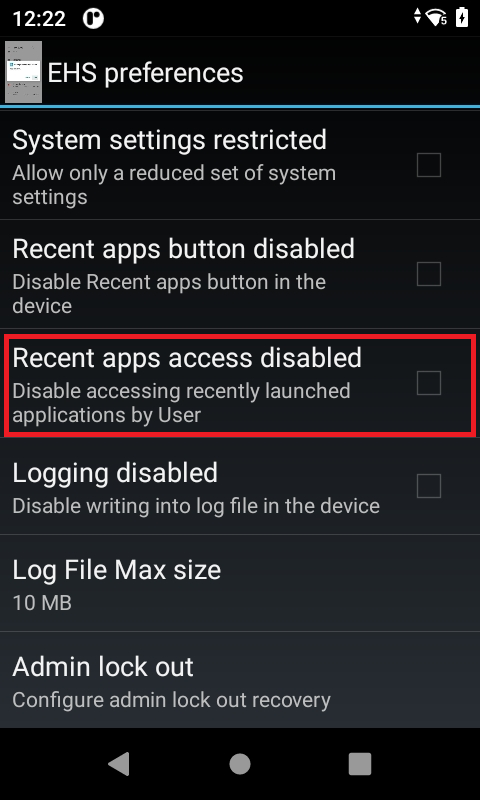 12:22
5
EHS preferences
System settings restricted
Allow only a reduced set of system
settings
Recent apps button disabled
Disable Recent apps button in the
device
Recent apps access disabled
Disable accessing recently launched
applications by User
Logging disabled
Disable writing into log file in the device
Log File Max size
10 MB
Admin lock out
Configure admin lock out recovery